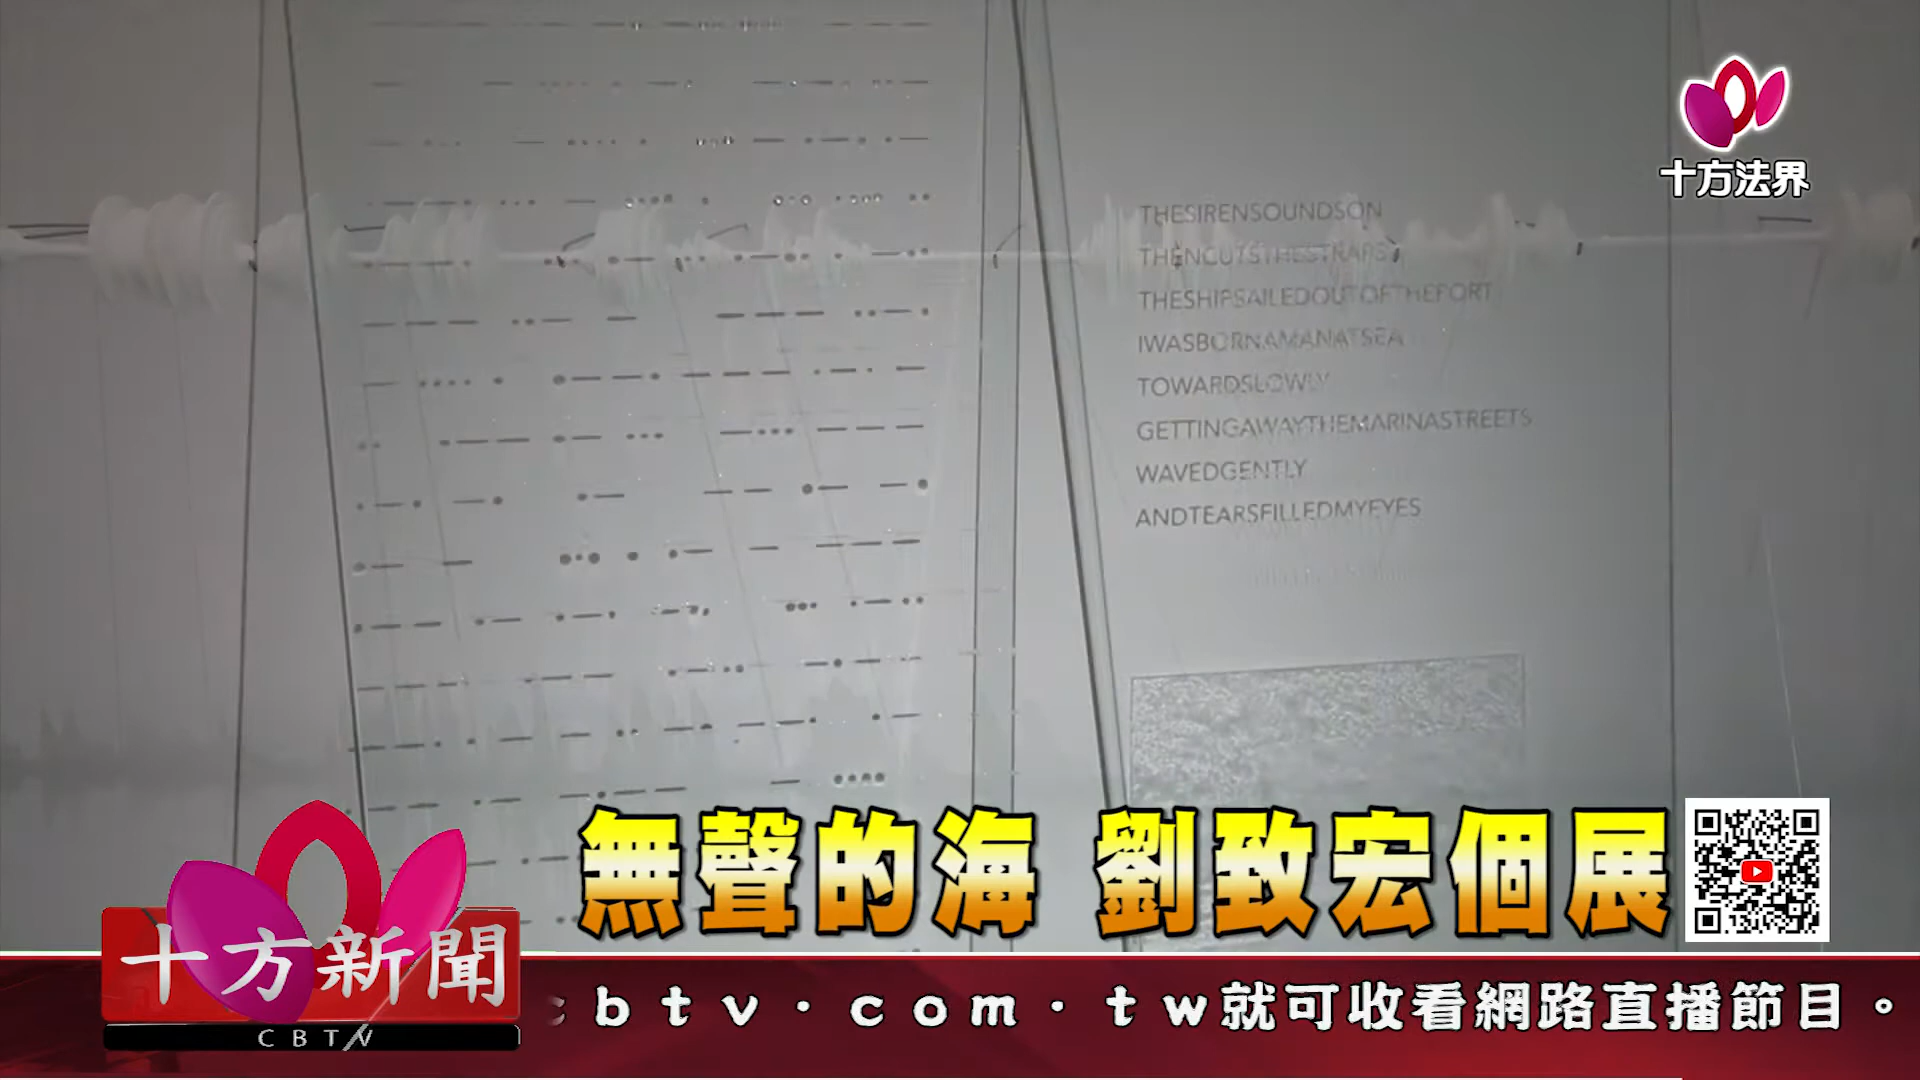 十方法界
THESIRENSOUNDSON
THENCUTSTHESTRAPS
THESHIPSAILEDOUTOFTHEPORT
IWASBORNAMANATSEA
TOWARDSLOWLY
GETTINGAWAYTHEMARINASTREETS
WAVEDGENTLY
ANDTEARSFILLEDMYEYES
無聲的海 劉致宏個展
十方新聞
CBTV
cbtv.com.tw就可收看網路直播節目。